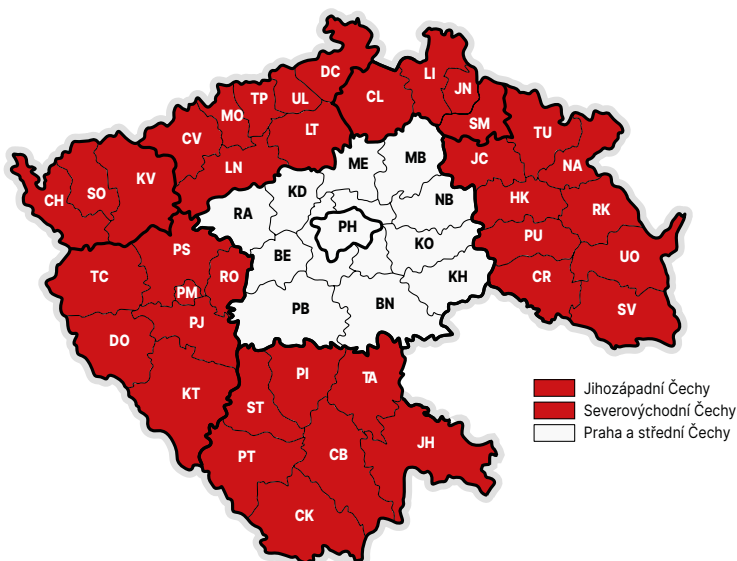 DC
LI
TP
UL
CL
JN
MO
CV
LT
SM
TU
ME
MB
JC
NA
LN
KV
KD
SO
CH
NB
HK
RK
RA
PH
PU
KO
UO
PS
BE
TC
RO
KH
CR
PM
PB
BN
SV
PJ
DO
PI
TA
KT
ST
JH
PT
CB
CK
Jihozápadní Čechy
Severovýchodní Čechy
Praha a střední Čechy